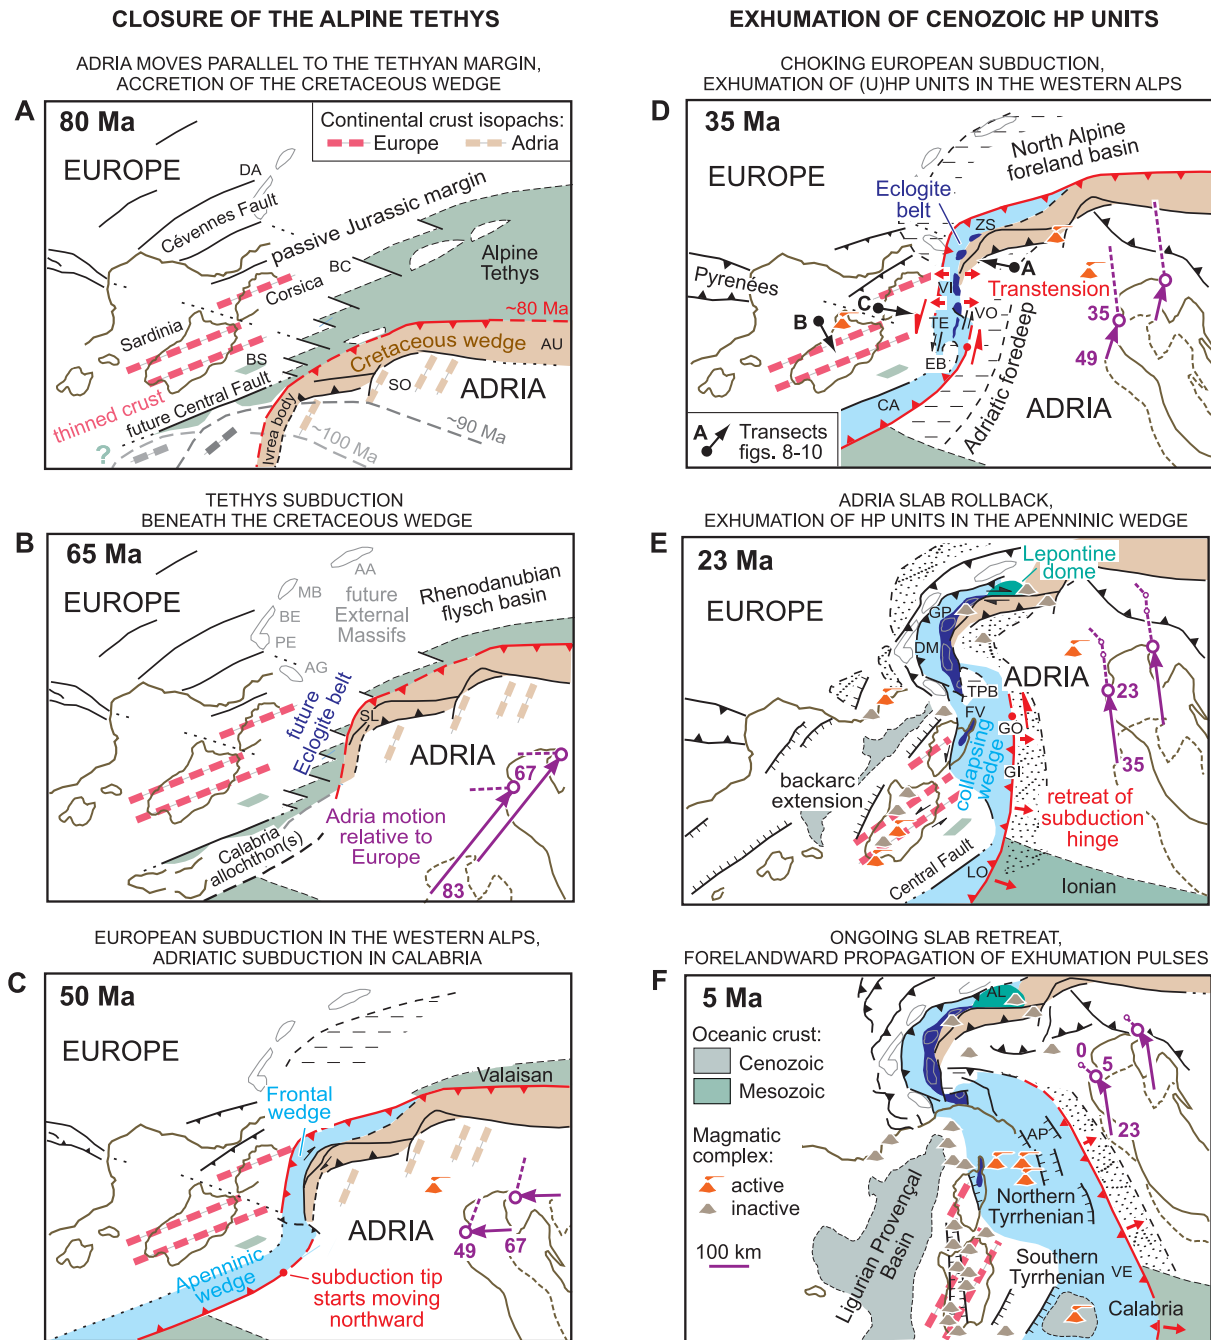 CLOSURE OF THE ALPINE TETHYS
ADRIA MOVES PARALLEL TO THE TETHYAN MARGIN,
ACCRETION OF THE CRETACEOUS WEDGE
A
80 Ma
Continental crust isopachs:
Europe
Adria
EUROPE
DA
Cévennes Fault
passive Jurassic margin
Alpine
Tethys
BC
Corsica
~80 Ma
Sardinia
Cretaceous wedge
AU
BS
SO
ADRIA
thinned crust
future Central Fault
Ivrea body
~90 Ma
~100 Ma
?
TETHYS SUBDUCTION
BENEATH THE CRETACEOUS WEDGE
B
65 Ma
AA
EUROPE
MB
future
External
Massifs
BE
PE
AG
Rhenodanubian
flysch basin
future
Eclogite belt
SL
ADRIA
67
Adria motion
relative to
Europe
Calabria
allochthon(s)
83
EUROPEAN SUBDUCTION IN THE WESTERN ALPS,
ADRIATIC SUBDUCTION IN CALABRIA
C
50 Ma
EUROPE
Valaisan
Frontal
wedge
ADRIA
49
67
Apenninic
wedge
subduction tip
starts moving
northward
EXHUMATION OF CENOZOIC HP UNITS
CHOKING EUROPEAN SUBDUCTION,
EXHUMATION OF (U)HP UNITS IN THE WESTERN ALPS
D
35 Ma
North Alpine
foreland basin
EUROPE
Eclogite
belt
ZS
A
Pyrenées
C
VI
Transtension
B
VO
TE
35
49
EB
Adriatic foredeep
ADRIA
CA
A
Transects
figs. 8-10
ADRIA SLAB ROLLBACK,
EXHUMATION OF HP UNITS IN THE APENNINIC WEDGE
E
23 Ma
Lepontine
dome
EUROPE
GP
DM
ADRIA
TPB
23
FV
GO
collapsing
wedge
GI
35
backarc
extension
retreat of
subduction
hinge
Central Fault
LO
Ionian
ONGOING SLAB RETREAT,
FORELANDWARD PROPAGATION OF EXHUMATION PULSES
F
5 Ma
AL
Oceanic crust:
Cenozoic
Mesozoic
0
5
23
Magmatic
complex:
active
inactive
AP
Northern
Tyrrhenian
100 km
Ligurian Provençal
Basin
Southern
Tyrrhenian
VE
Calabria